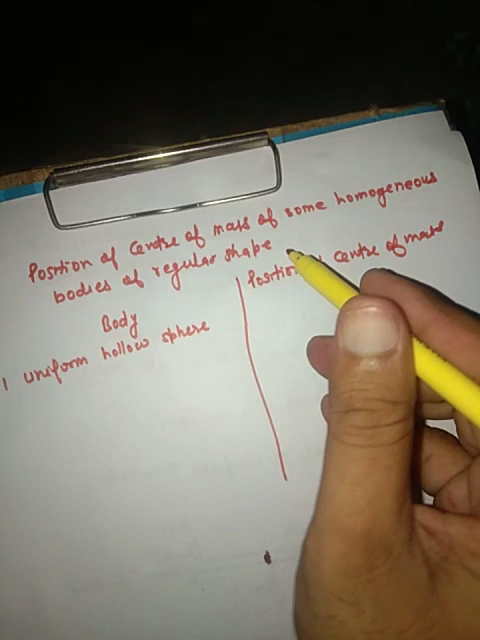 Position of Centre of mass of some homogeneous
bodies of regular shape
Body
Position centre of mass
1 uniform hollow sphere